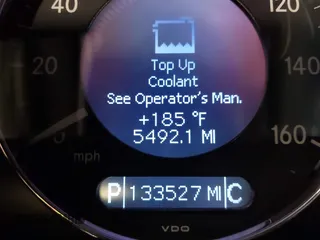 40
120
20
140
Top Up
Coolant
See Operator's Man.
+185 °F
5492.1 MI
0
160
mph
P 133527 MI C
VDO